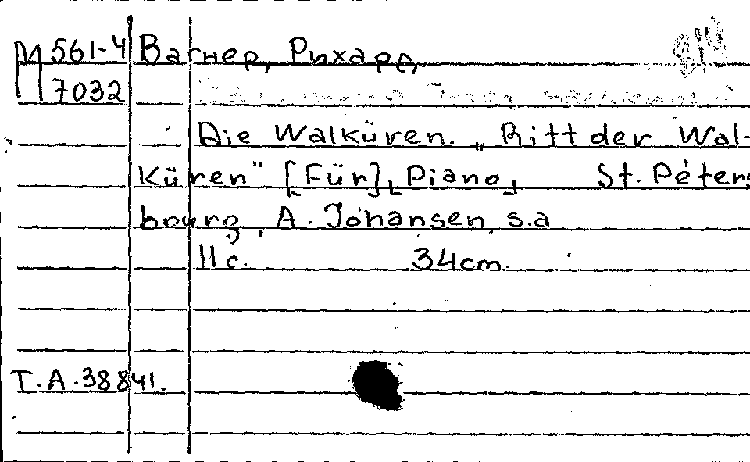 М 561-4 Вагнер, Рихард,
7032
Die Walküren. „Ritt der Wal-
küren" [Für], Piano, St. Péters
bourg, A. Johansen, s.a
11 с. 34cm.
Т.А.38841.